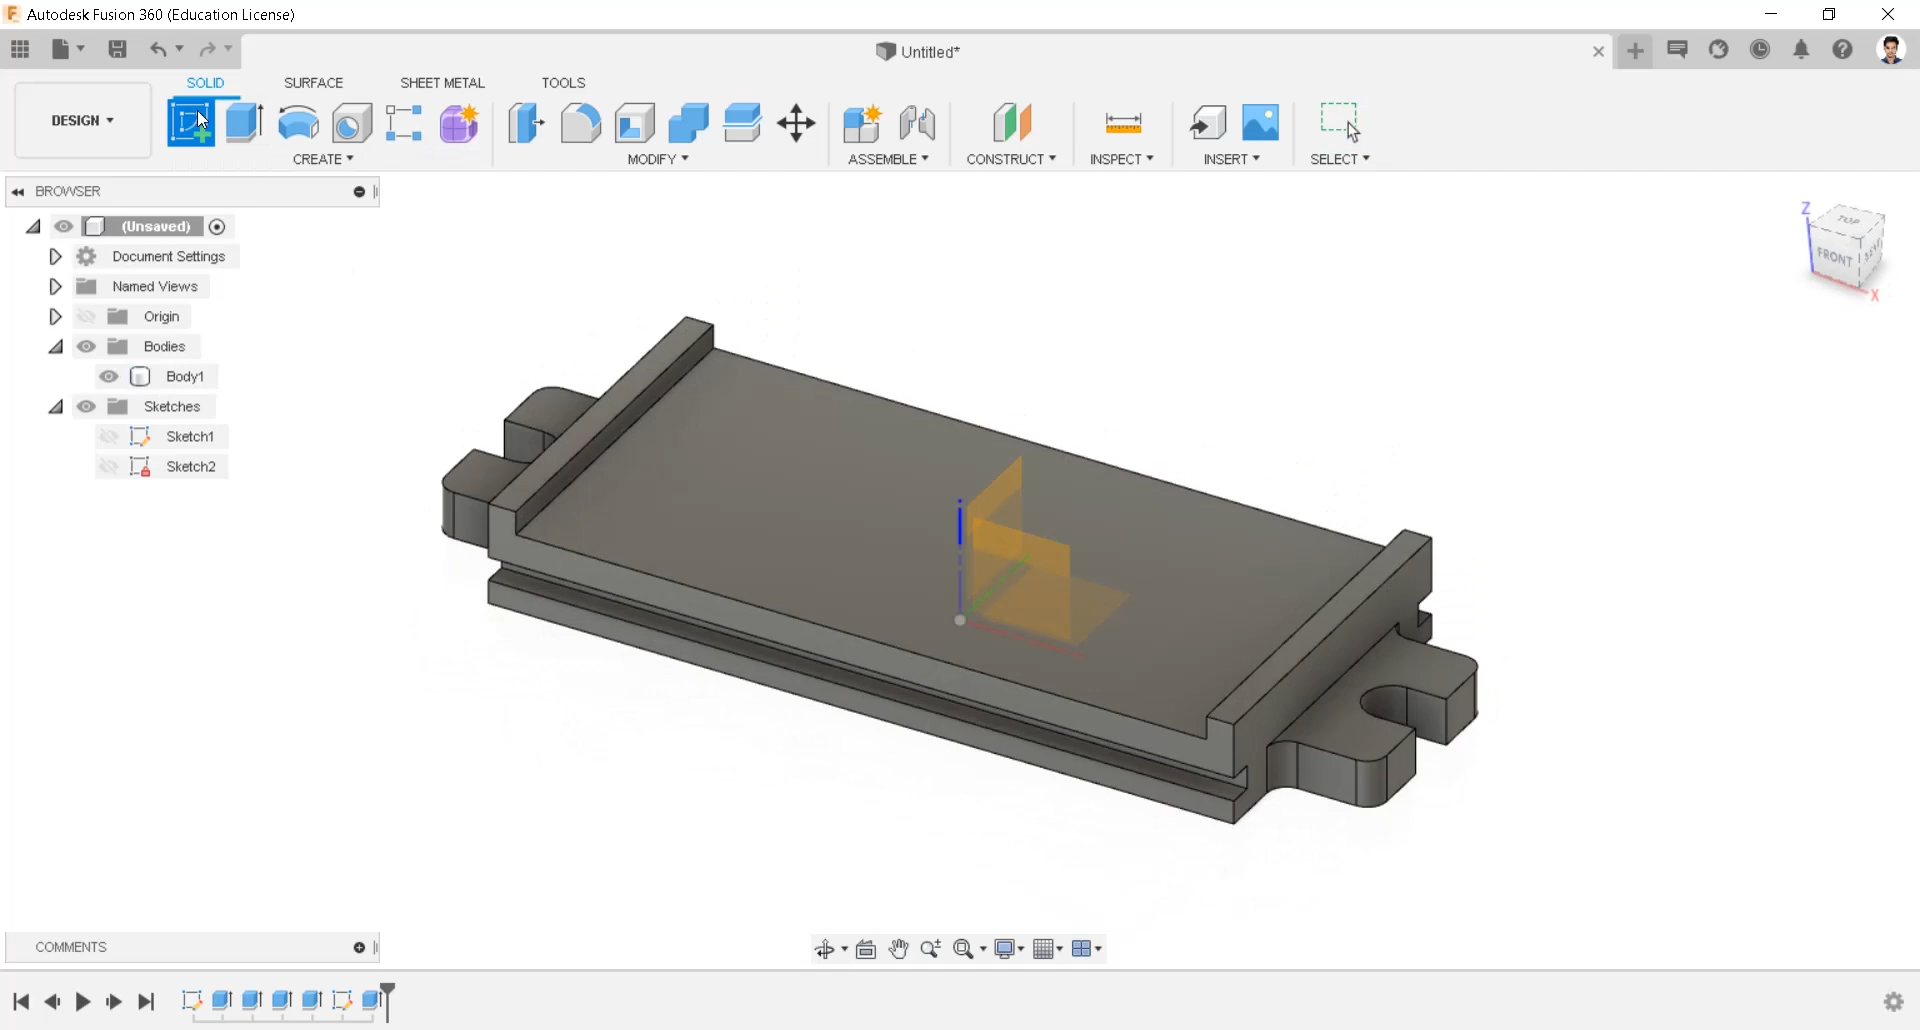 Autodesk Fusion 360 (Education License)
Untitled*
SOLID SURFACE SHEET METAL TOOLS
DESIGN
CREATE MODIFY ASSEMBLE CONSTRUCT INSPECT INSERT SELECT
BROWSER
(Unsaved)
Document Settings
Named Views
Origin
Bodies
Body1
Sketches
Sketch1
Sketch2
Z
TOP
FRONT
X
COMMENTS